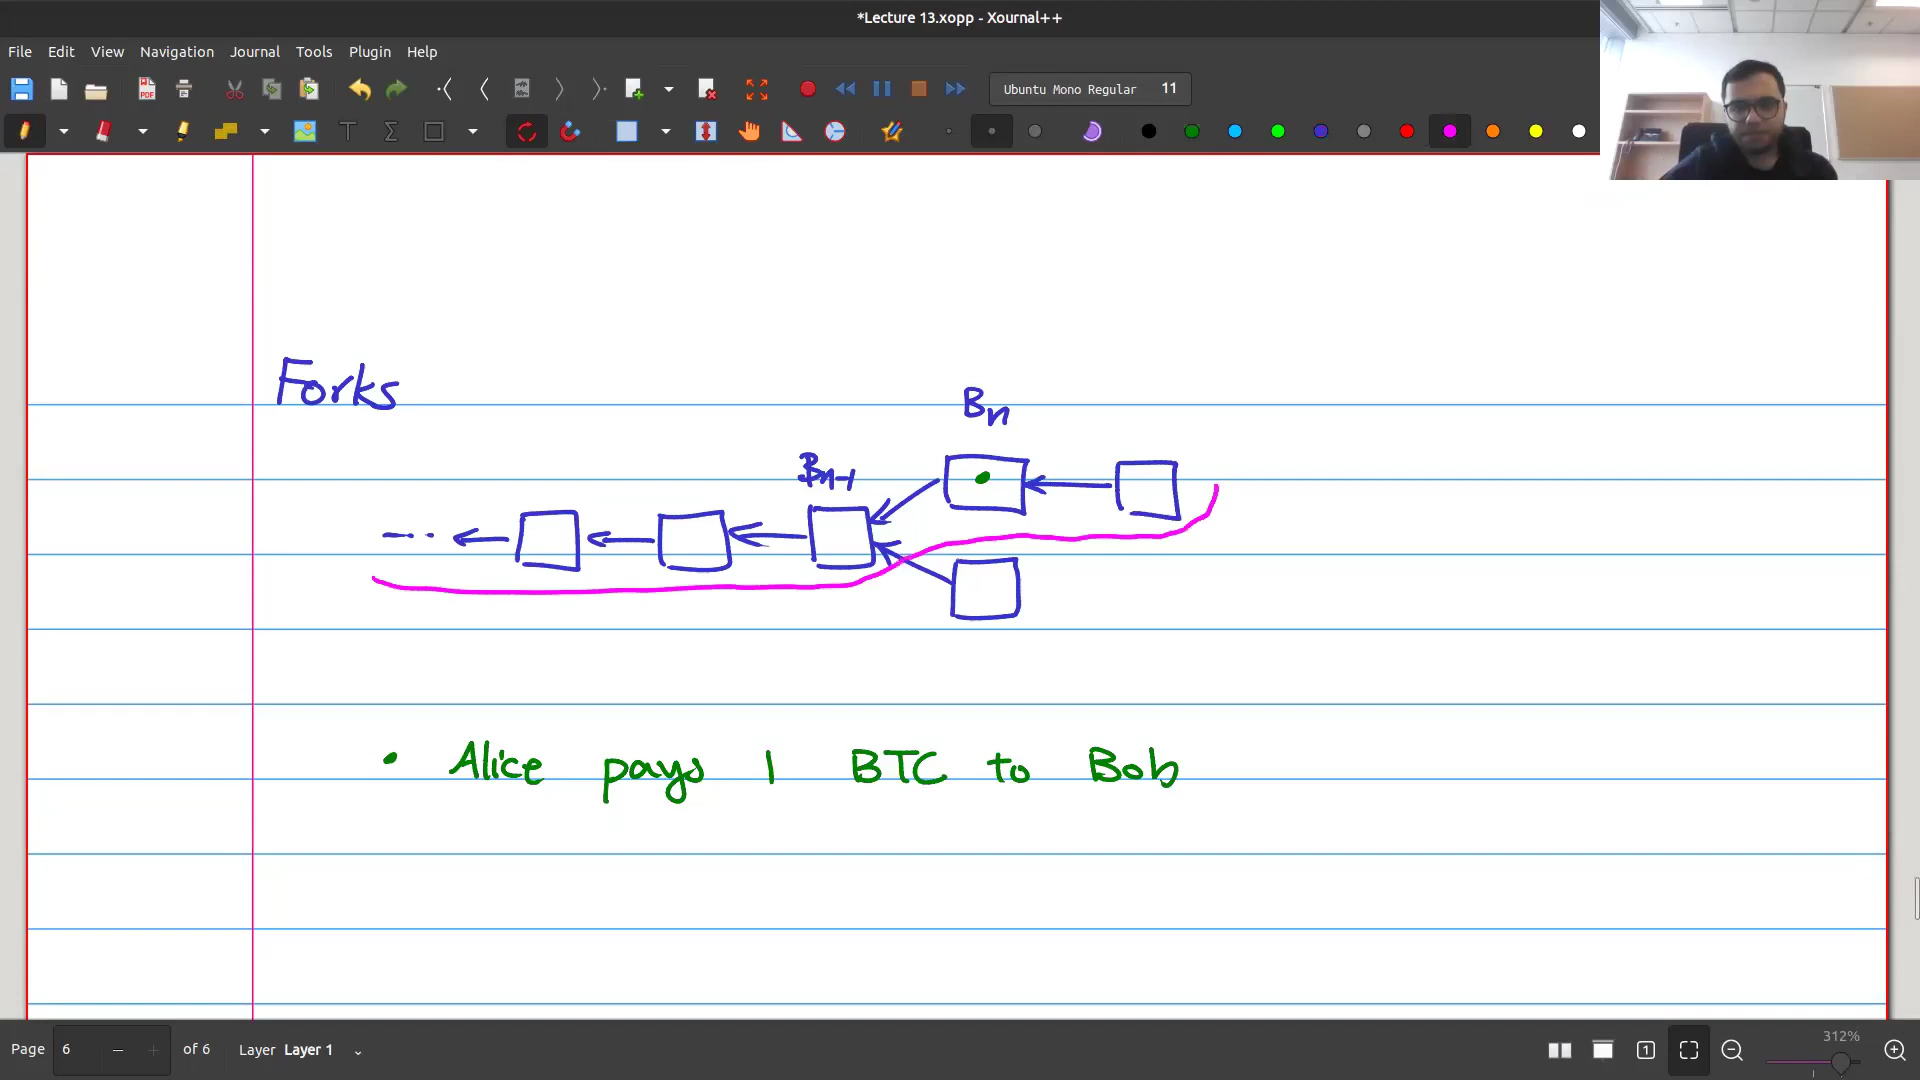 *Lecture 13.xopp - Xournal++
File Edit View Navigation Journal Tools Plugin Help
PDF Ubuntu Mono Regular 11
Forks
Bn
Bn-1
• Alice pays 1 BTC to Bob
312%
Page 6 of 6 Layer Layer 1